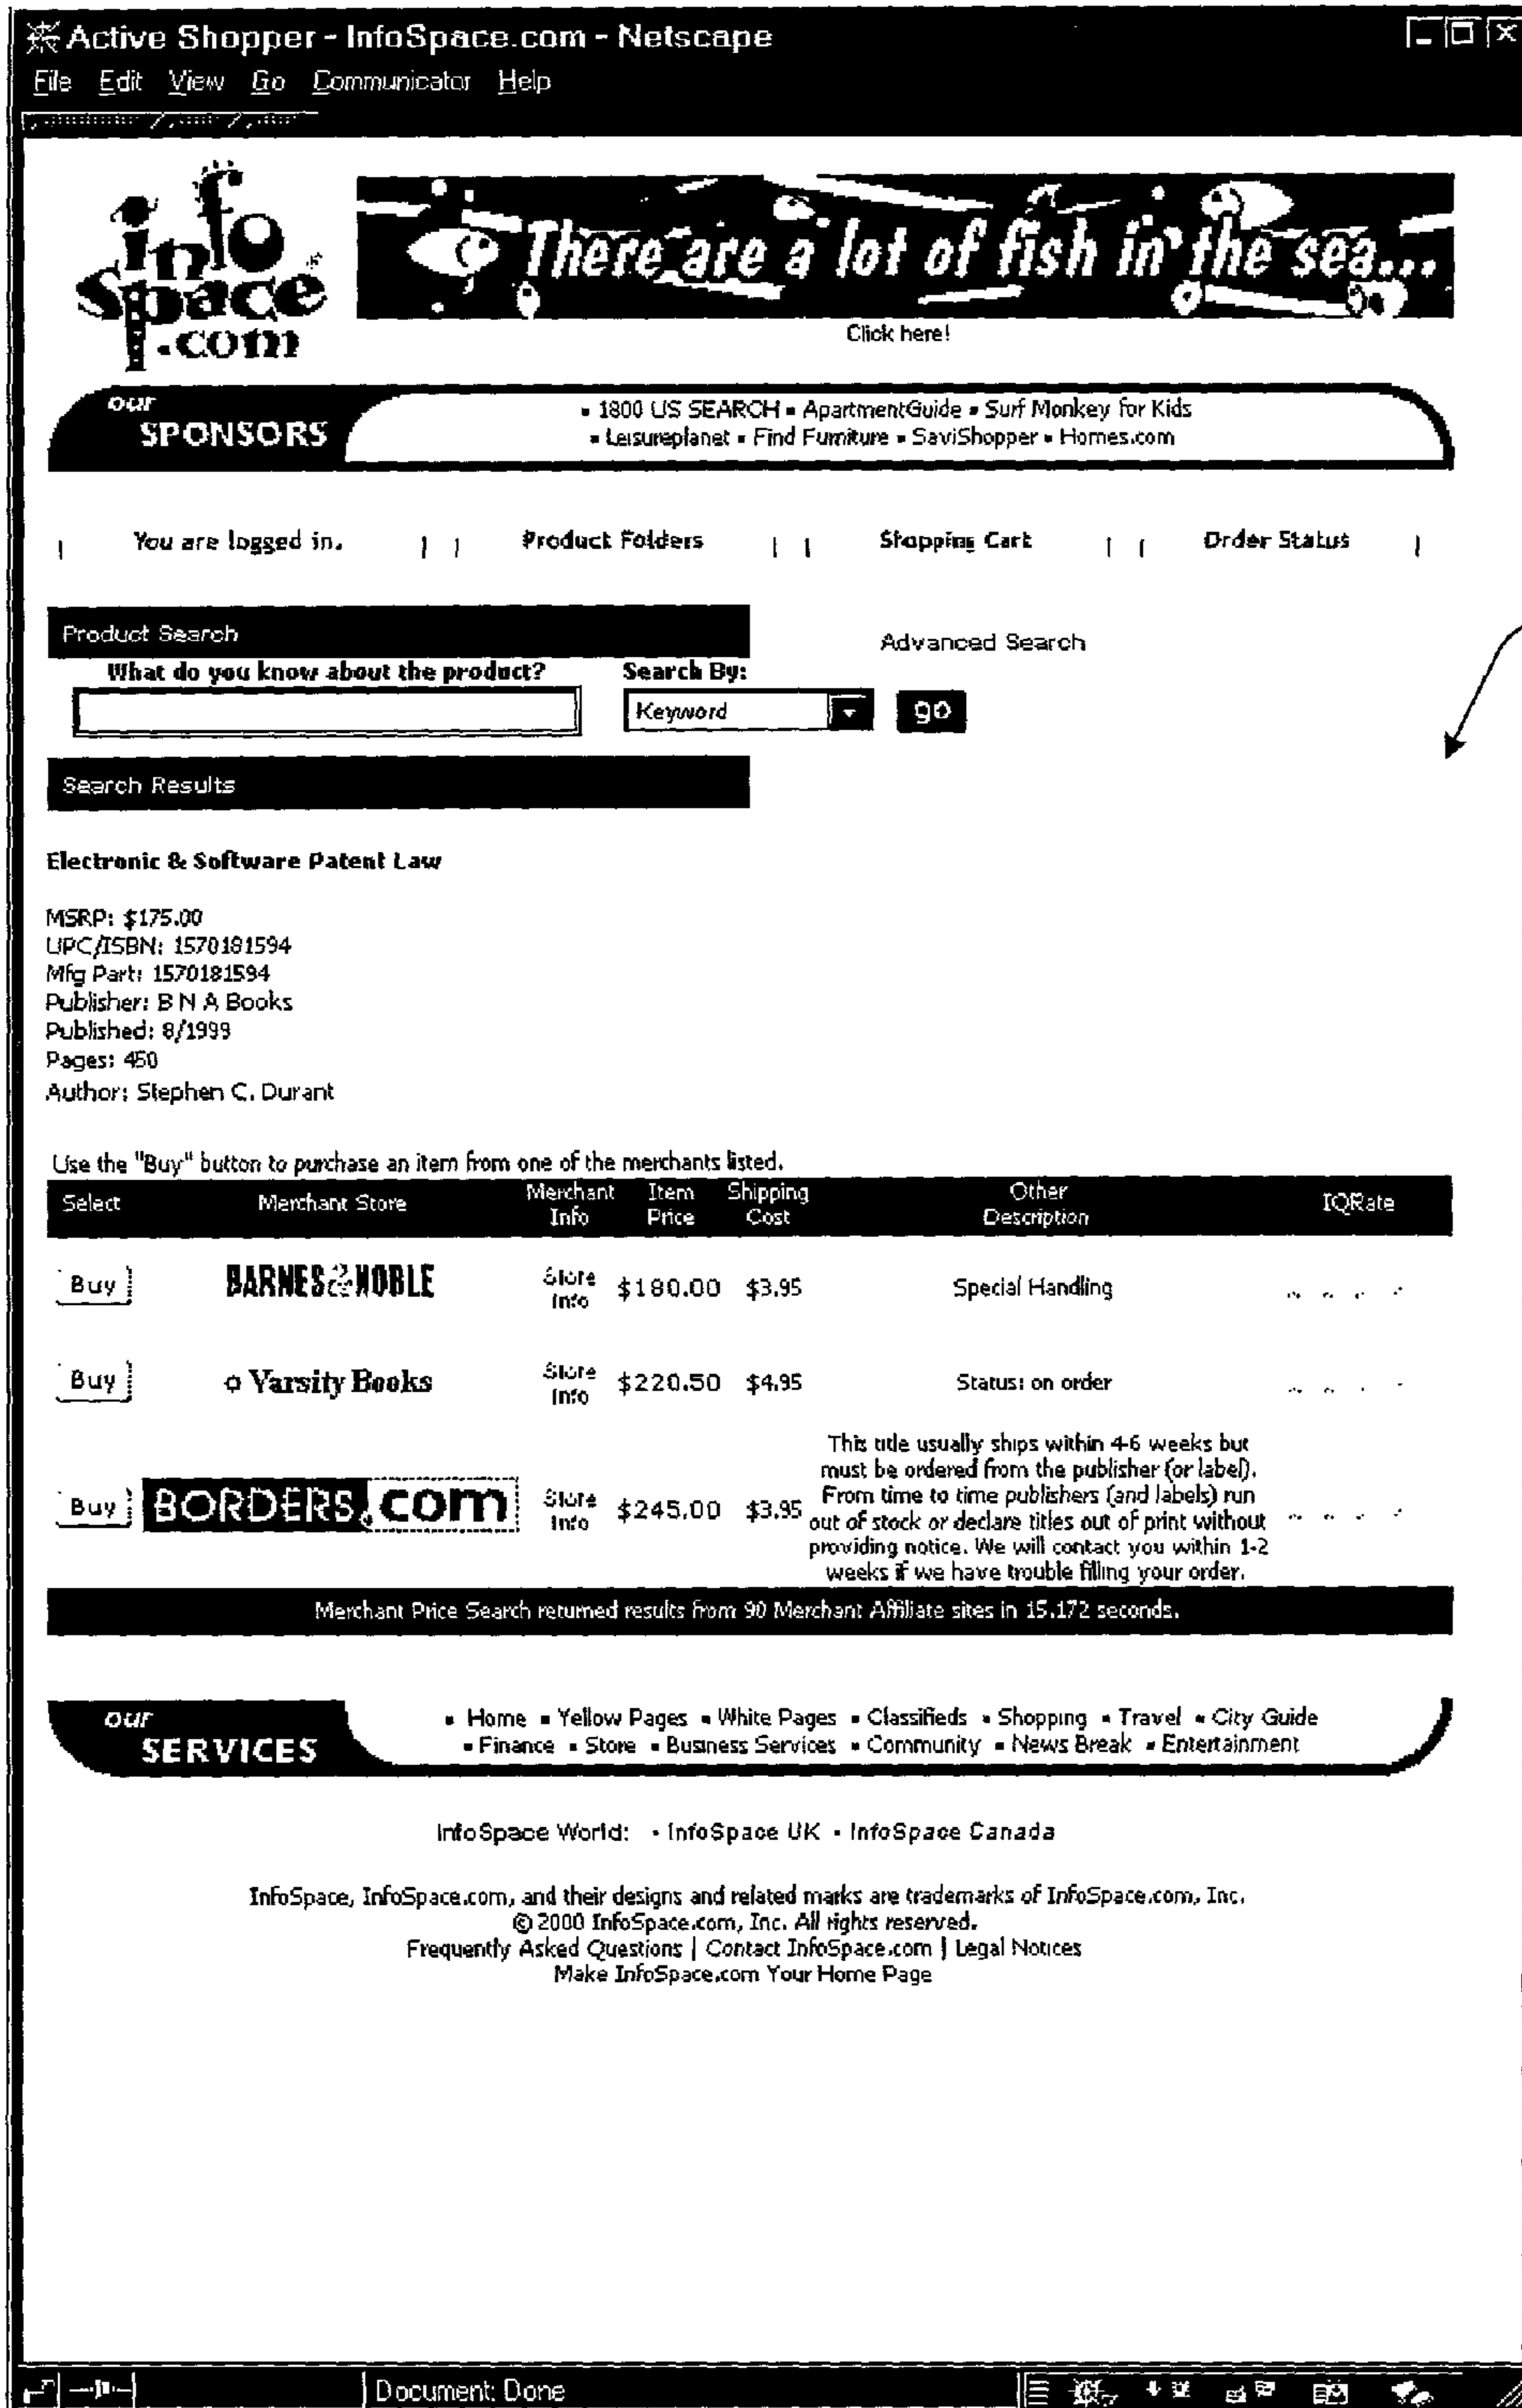 Active Shopper - InfoSpace.com - Netscape
File Edit View Go Communicator Help
info
space
.com
There are a lot of fish in the sea...
Click here!
our
SPONSORS
▪ 1800 US SEARCH ▪ ApartmentGuide ▪ Surf Monkey for Kids
▪ Leisureplanet ▪ Find Furniture ▪ SaviShopper ▪ Homes.com
You are logged in. Product Folders Shopping Cart Order Status
Product Search
Advanced Search
What do you know about the product? Search By:
Keyword go
Search Results
Electronic & Software Patent Law
MSRP: $175.00
UPC/ISBN: 1570181594
Mfg Part: 1570181594
Publisher: B N A Books
Published: 8/1999
Pages: 450
Author: Stephen C. Durant
Use the "Buy" button to purchase an item from one of the merchants listed.
Select Merchant Store Merchant Info Item Price Shipping Cost Other Description IQRate
Buy BARNES & NOBLE Store Info $180.00 $3.95 Special Handling
Buy Varsity Books Store Info $220.50 $4.95 Status: on order
This title usually ships within 4-6 weeks but
must be ordered from the publisher (or label).
From time to time publishers (and labels) run
Buy BORDERS.com Store Info $245.00 $3.95 out of stock or declare titles out of print without
providing notice. We will contact you within 1-2
weeks if we have trouble filling your order.
Merchant Price Search returned results from 90 Merchant Affiliate sites in 15.172 seconds.
our
SERVICES
▪ Home ▪ Yellow Pages ▪ White Pages ▪ Classifieds ▪ Shopping ▪ Travel ▪ City Guide
▪ Finance ▪ Store ▪ Business Services ▪ Community ▪ News Break ▪ Entertainment
InfoSpace World: ▪ InfoSpace UK ▪ InfoSpace Canada
InfoSpace, InfoSpace.com, and their designs and related marks are trademarks of InfoSpace.com, Inc.
© 2000 InfoSpace.com, Inc. All rights reserved.
Frequently Asked Questions | Contact InfoSpace.com | Legal Notices
Make InfoSpace.com Your Home Page
Document: Done